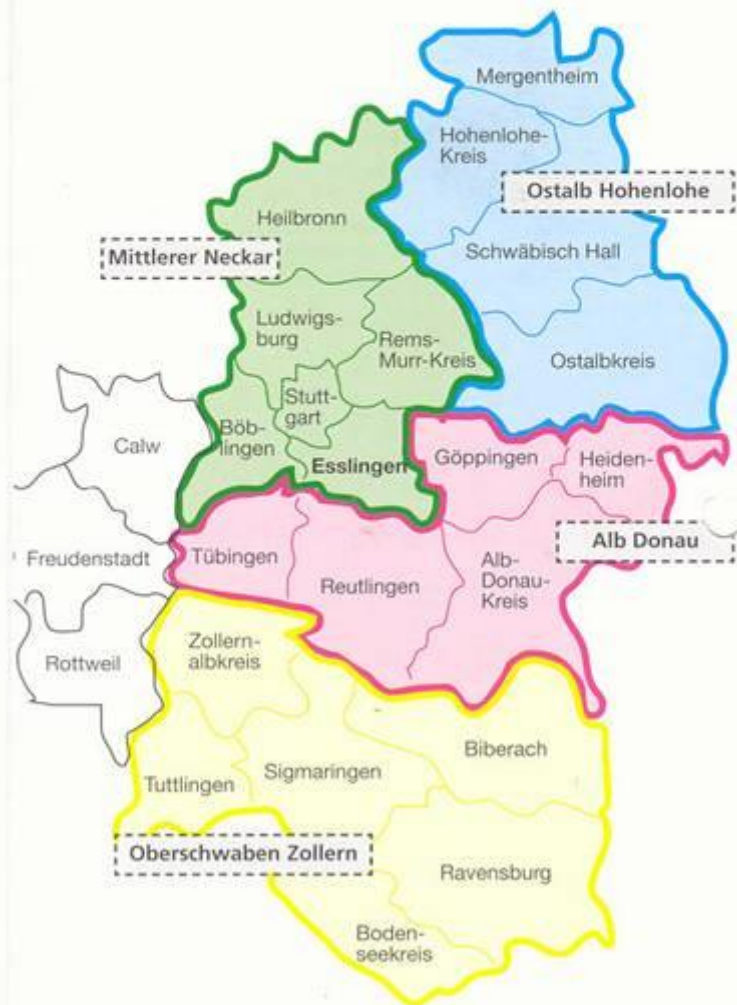 Mergentheim
Hohenlohe-
Kreis
Ostalb Hohenlohe
Heilbronn
Mittlerer Neckar
Schwäbisch Hall
Ludwigs-
burg
Rems-
Murr-Kreis
Ostalbkreis
Stutt-
gart
Calw
Böb-
lingen
Esslingen
Göppingen
Heiden-
heim
Freudenstadt
Tübingen
Reutlingen
Alb-
Donau-
Kreis
Alb Donau
Rottweil
Zollern-
albkreis
Biberach
Tuttlingen
Sigmaringen
Oberschwaben Zollern
Ravensburg
Boden-
seekreis